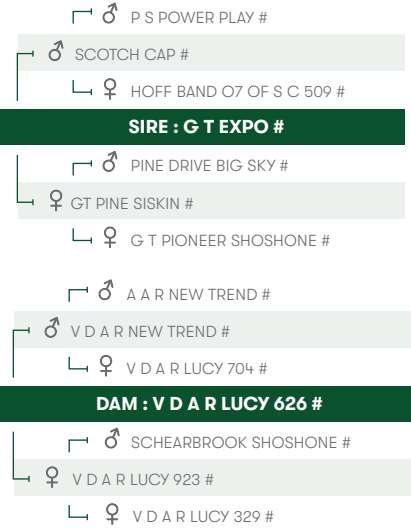 P S POWER PLAY #
SCOTCH CAP #
HOFF BAND O7 OF S C 509 #
SIRE : G T EXPO #
PINE DRIVE BIG SKY #
GT PINE SISKIN #
G T PIONEER SHOSHONE #
A A R NEW TREND #
V D A R NEW TREND #
V D A R LUCY 704 #
DAM : V D A R LUCY 626 #
SCHEARBROOK SHOSHONE #
V D A R LUCY 923 #
V D A R LUCY 329 #